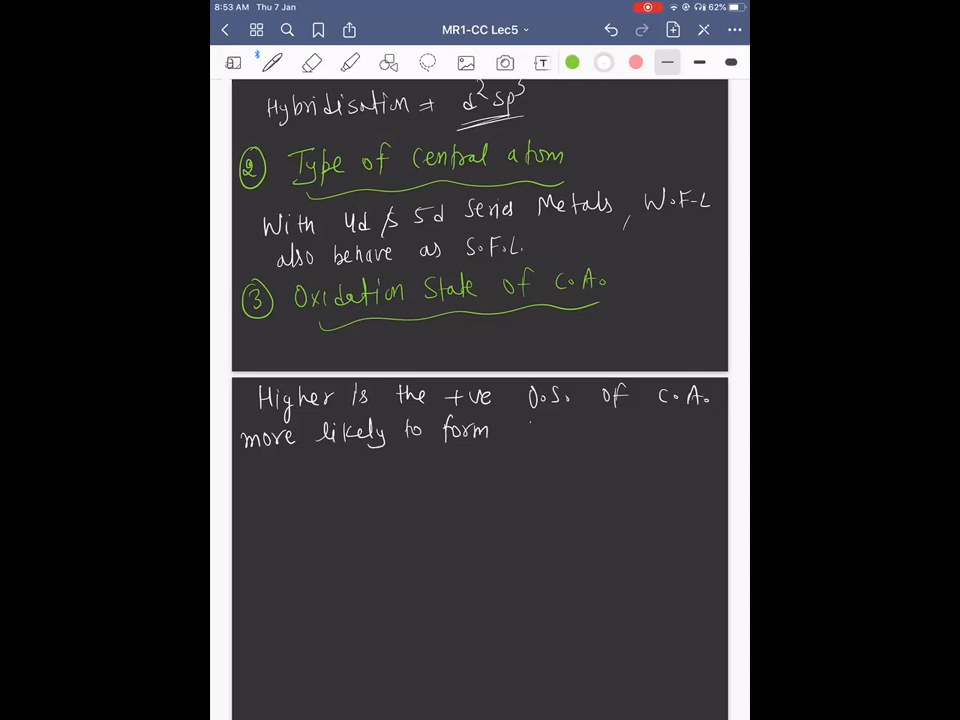 8:53 AM Thu 7 Jan
62%
MR1-CC Lec5
T
Hybridisation → d²sp³
② Type of central atom
With 4d /s 5d Series Metals, W.F.L
also behave as S.F.L.
③ Oxidation State of C.A.
Higher is the +ve O.S. of C.A.
more likely to form